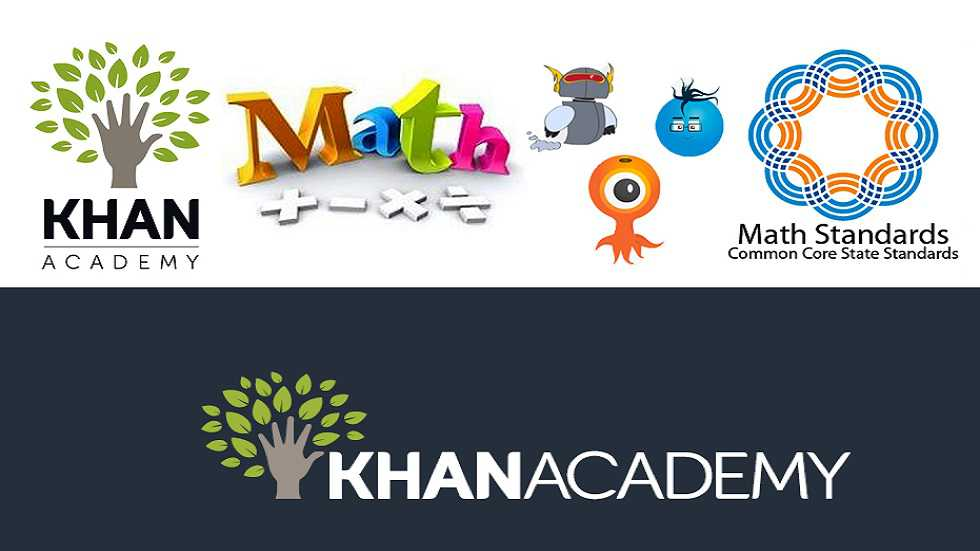 KHAN
ACADEMY
Math
+ − × ÷
Math Standards
Common Core State Standards
KHANACADEMY